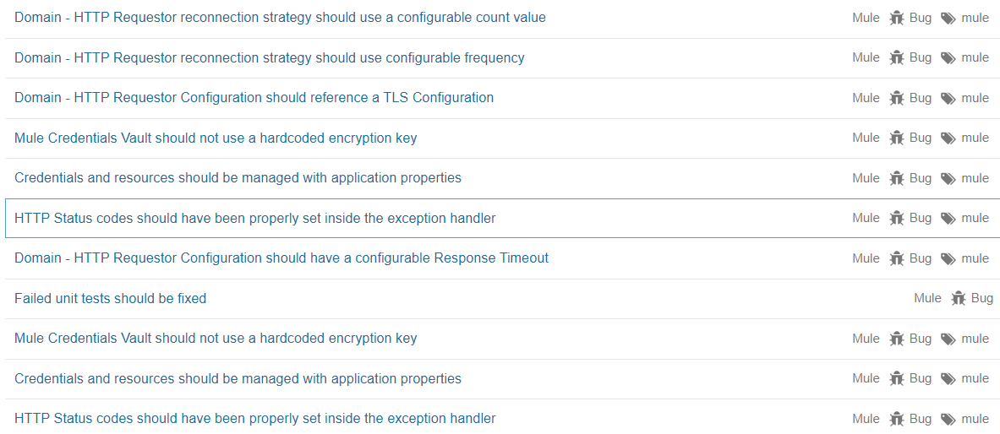 Domain - HTTP Requestor reconnection strategy should use a configurable count value Mule Bug mule
Domain - HTTP Requestor reconnection strategy should use configurable frequency Mule Bug mule
Domain - HTTP Requestor Configuration should reference a TLS Configuration Mule Bug mule
Mule Credentials Vault should not use a hardcoded encryption key Mule Bug mule
Credentials and resources should be managed with application properties Mule Bug mule
HTTP Status codes should have been properly set inside the exception handler Mule Bug mule
Domain - HTTP Requestor Configuration should have a configurable Response Timeout Mule Bug mule
Failed unit tests should be fixed Mule Bug
Mule Credentials Vault should not use a hardcoded encryption key Mule Bug mule
Credentials and resources should be managed with application properties Mule Bug mule
HTTP Status codes should have been properly set inside the exception handler Mule Bug mule